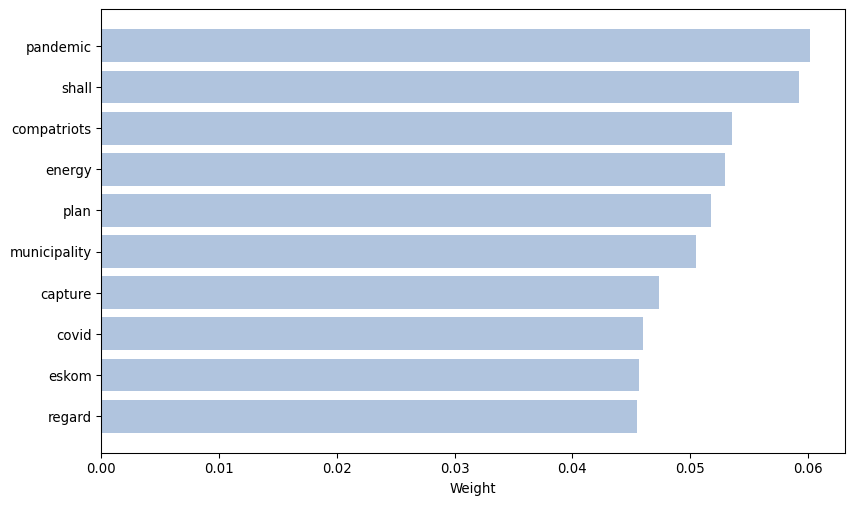 pandemic
shall
compatriots
energy
plan
municipality
capture
covid
eskom
regard
0.00 0.01 0.02 0.03 0.04 0.05 0.06
Weight